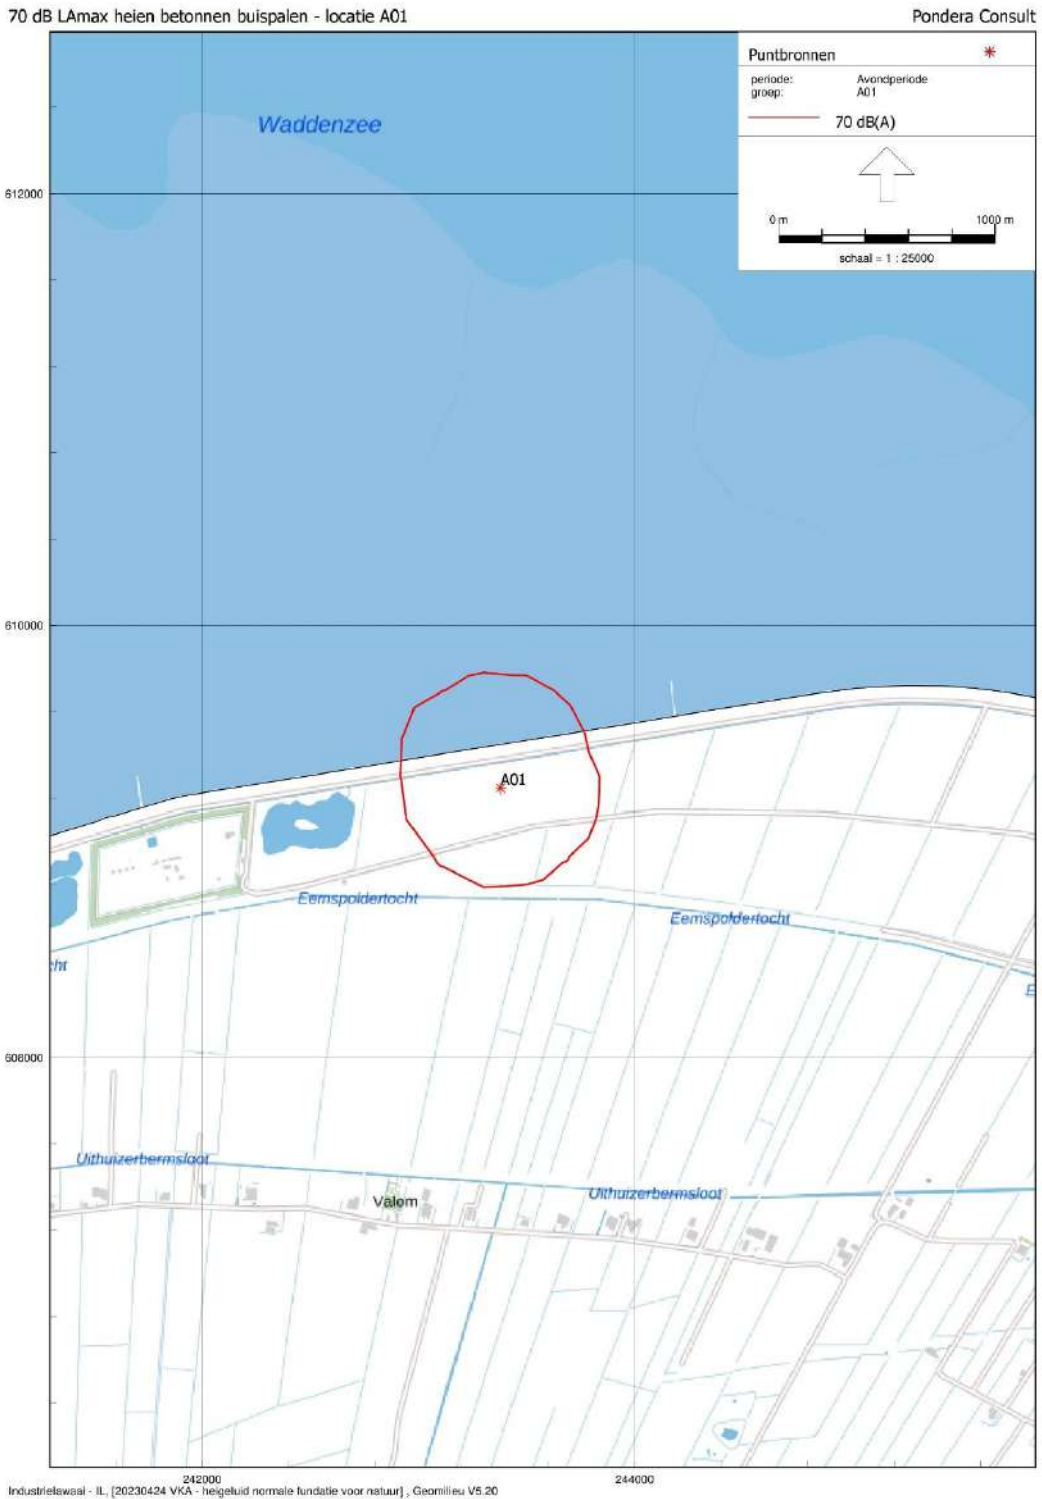 70 dB LAmax heien betonnen buispalen - locatie A01
Pondera Consult
Puntbronnen
periode: Avondperiode
groep: A01
70 dB(A)
0 m 1000 m
schaal = 1 : 25000
Waddenzee
612000
610000
A01
Eemspoldertocht
Eemspoldertocht
cht
E
608000
Uithuizerbermsloot
Valom
Uithuizerbermsloot
242000
244000
Industrielawaai - IL, [20230424 VKA - heigeluid normale fundatie voor natuur] , Geomilieu V5.20